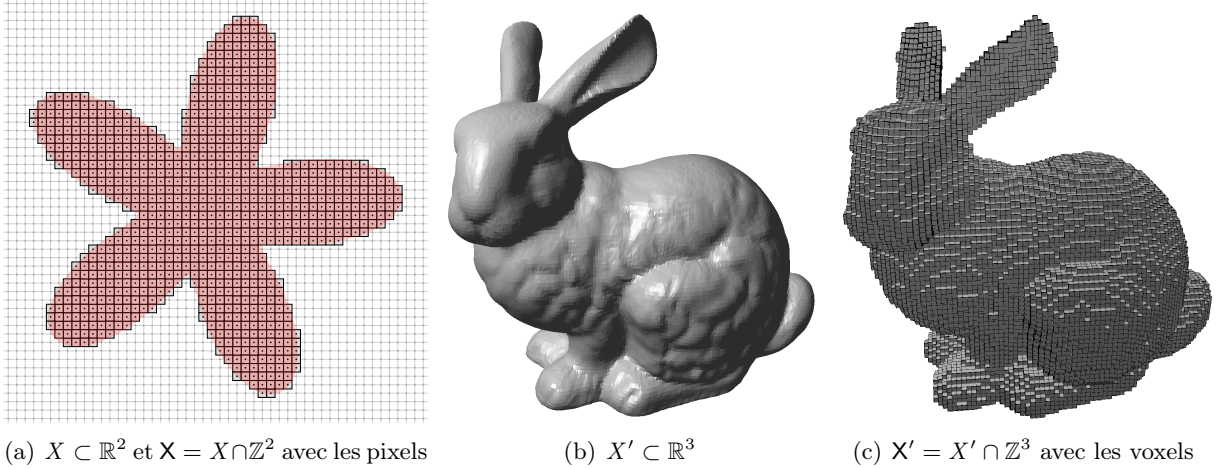 (a) X ⊂ ℝ² et X = X∩ℤ² avec les pixels
(b) X′ ⊂ ℝ³
(c) X′ = X′ ∩ ℤ³ avec les voxels